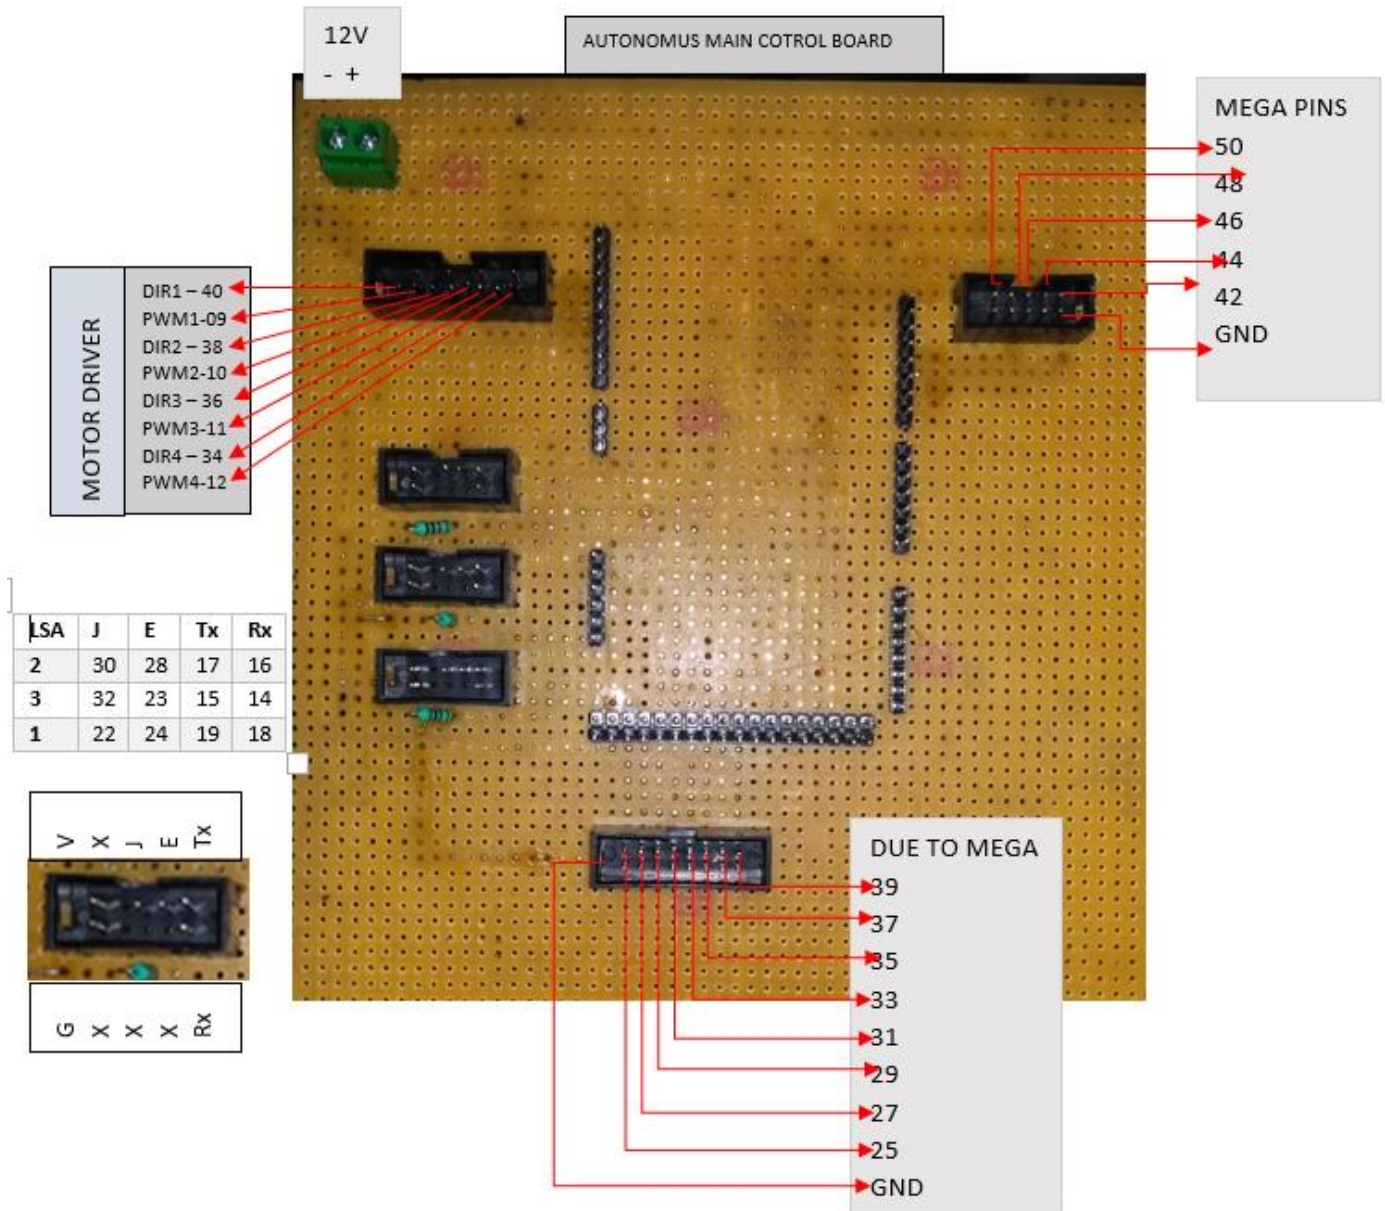 12V
- +
AUTONOMUS MAIN COTROL BOARD
MEGA PINS
50
48
46
44
42
GND
MOTOR DRIVER
DIR1 – 40
PWM1-09
DIR2 – 38
PWM2-10
DIR3 – 36
PWM3-11
DIR4 – 34
PWM4-12
LSA J E Tx Rx
2 30 28 17 16
3 32 23 15 14
1 22 24 19 18
V X J E Tx
G X X X Rx
DUE TO MEGA
39
37
35
33
31
29
27
25
GND